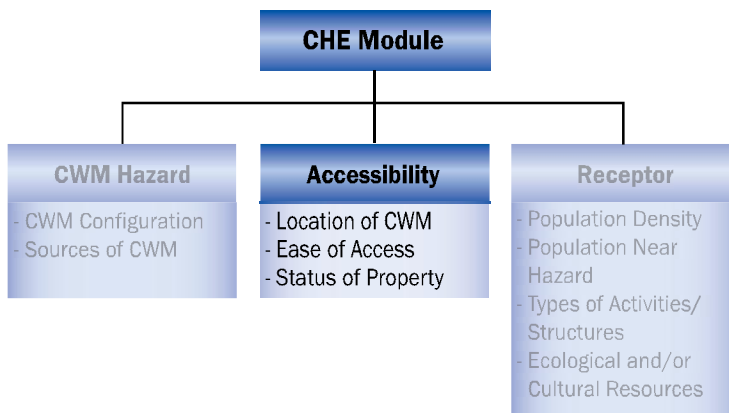 CHE Module
CWM Hazard
- CWM Configuration
- Sources of CWM
Accessibility
- Location of CWM
- Ease of Access
- Status of Property
Receptor
- Population Density
- Population Near
Hazard
- Types of Activities/
Structures
- Ecological and/or
Cultural Resources